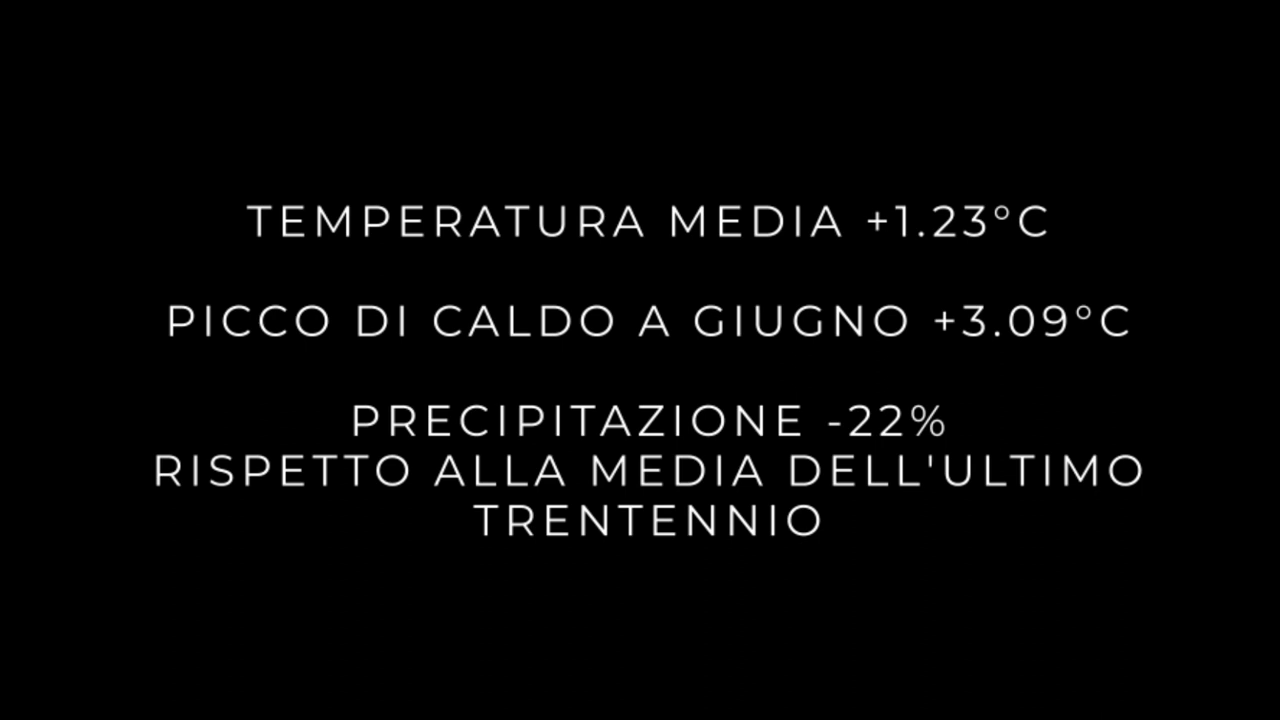 TEMPERATURA MEDIA +1.23°C
PICCO DI CALDO A GIUGNO +3.09°C
PRECIPITAZIONE -22%
RISPETTO ALLA MEDIA DELL'ULTIMO
TRENTENNIO